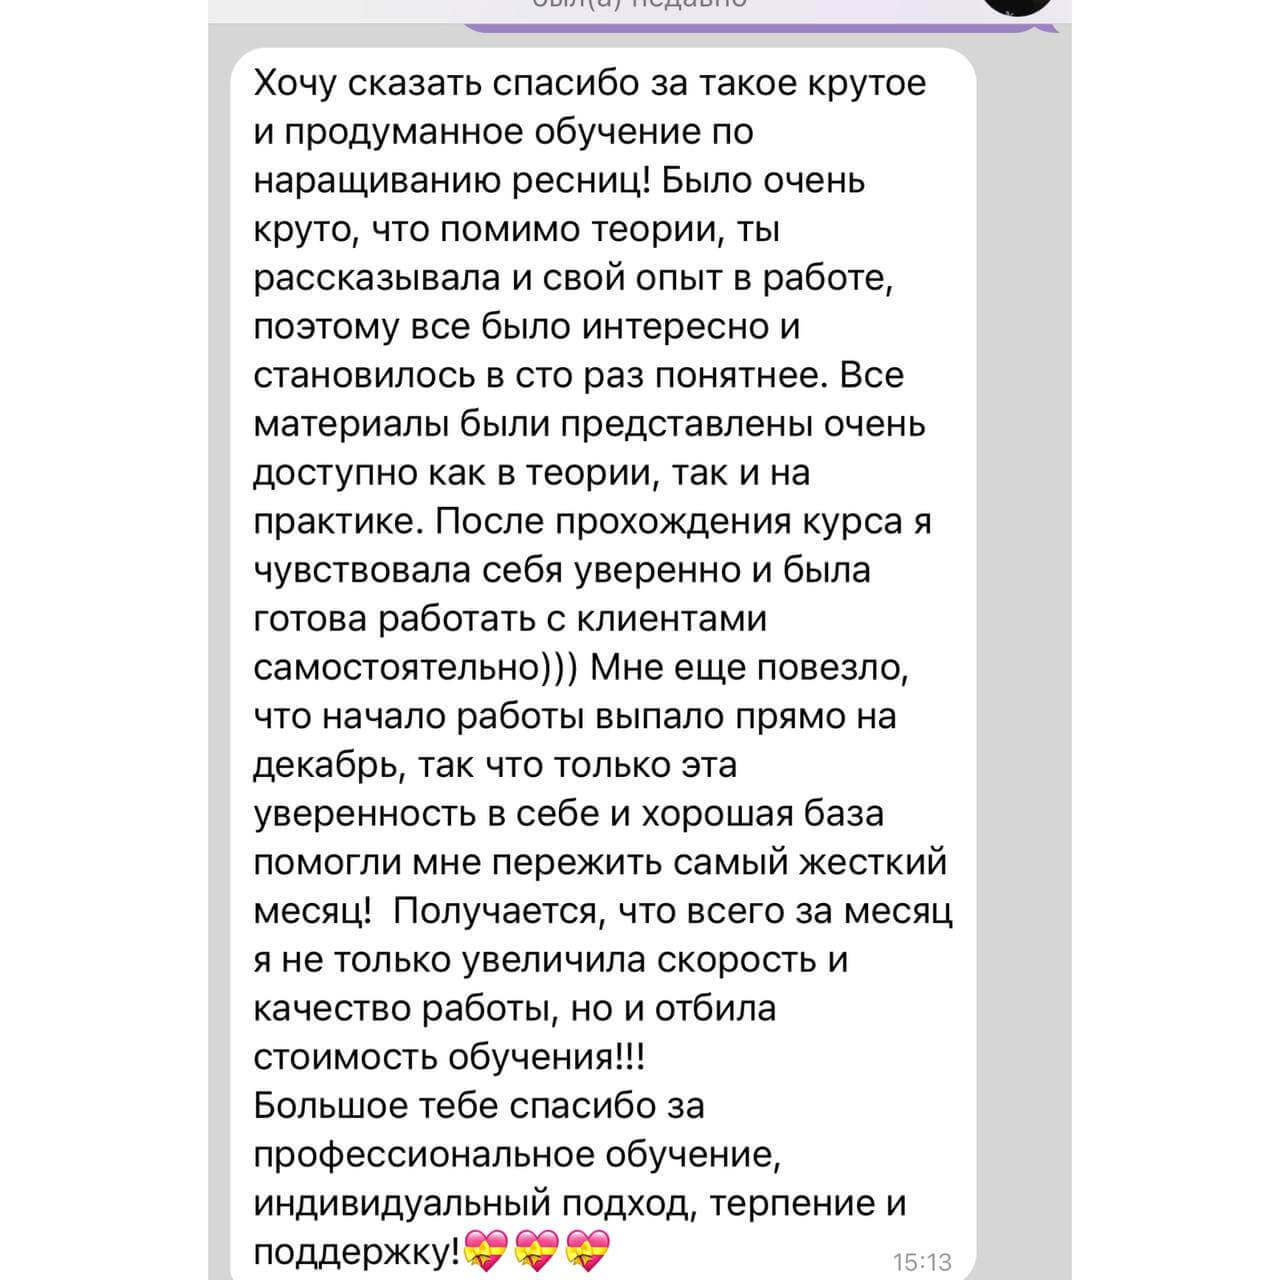 был(а) недавно
Хочу сказать спасибо за такое крутое
и продуманное обучение по
наращиванию ресниц! Было очень
круто, что помимо теории, ты
рассказывала и свой опыт в работе,
поэтому все было интересно и
становилось в сто раз понятнее. Все
материалы были представлены очень
доступно как в теории, так и на
практике. После прохождения курса я
чувствовала себя уверенно и была
готова работать с клиентами
самостоятельно))) Мне еще повезло,
что начало работы выпало прямо на
декабрь, так что только эта
уверенность в себе и хорошая база
помогли мне пережить самый жесткий
месяц!  Получается, что всего за месяц
я не только увеличила скорость и
качество работы, но и отбила
стоимость обучения!!!
Большое тебе спасибо за
профессиональное обучение,
индивидуальный подход, терпение и
поддержку!💝💝💝
15:13